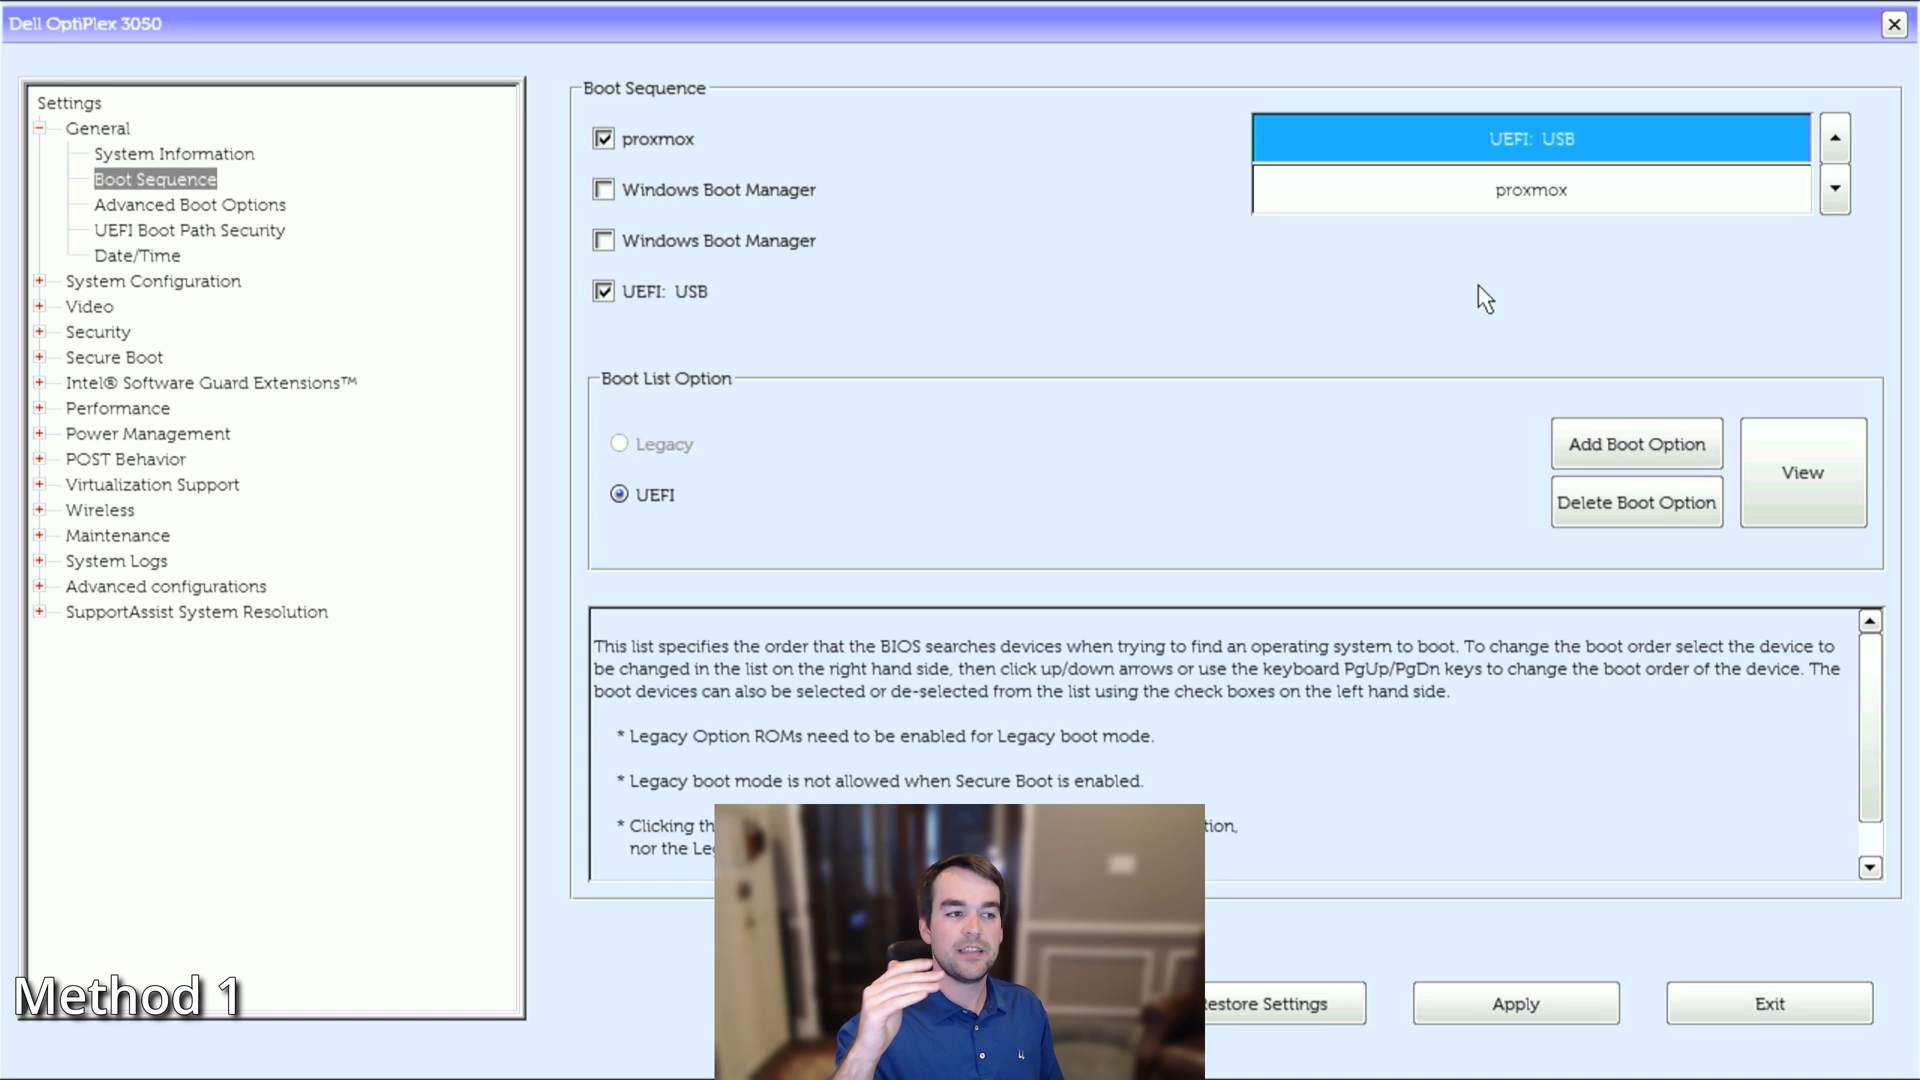 Dell OptiPlex 3050
Settings
General
System Information
Boot Sequence
Advanced Boot Options
UEFI Boot Path Security
Date/Time
System Configuration
Video
Security
Secure Boot
Intel® Software Guard Extensions™
Performance
Power Management
POST Behavior
Virtualization Support
Wireless
Maintenance
System Logs
Advanced configurations
SupportAssist System Resolution
Method 1
Boot Sequence
proxmox
Windows Boot Manager
Windows Boot Manager
UEFI: USB
UEFI: USB
proxmox
Boot List Option
Legacy
UEFI
Add Boot Option
Delete Boot Option
View
This list specifies the order that the BIOS searches devices when trying to find an operating system to boot. To change the boot order select the device to
be changed in the list on the right hand side, then click up/down arrows or use the keyboard PgUp/PgDn keys to change the boot order of the device. The
boot devices can also be selected or de-selected from the list using the check boxes on the left hand side.
* Legacy Option ROMs need to be enabled for Legacy boot mode.
* Legacy boot mode is not allowed when Secure Boot is enabled.
* Clicking th tion,
nor the Leg
estore Settings
Apply
Exit